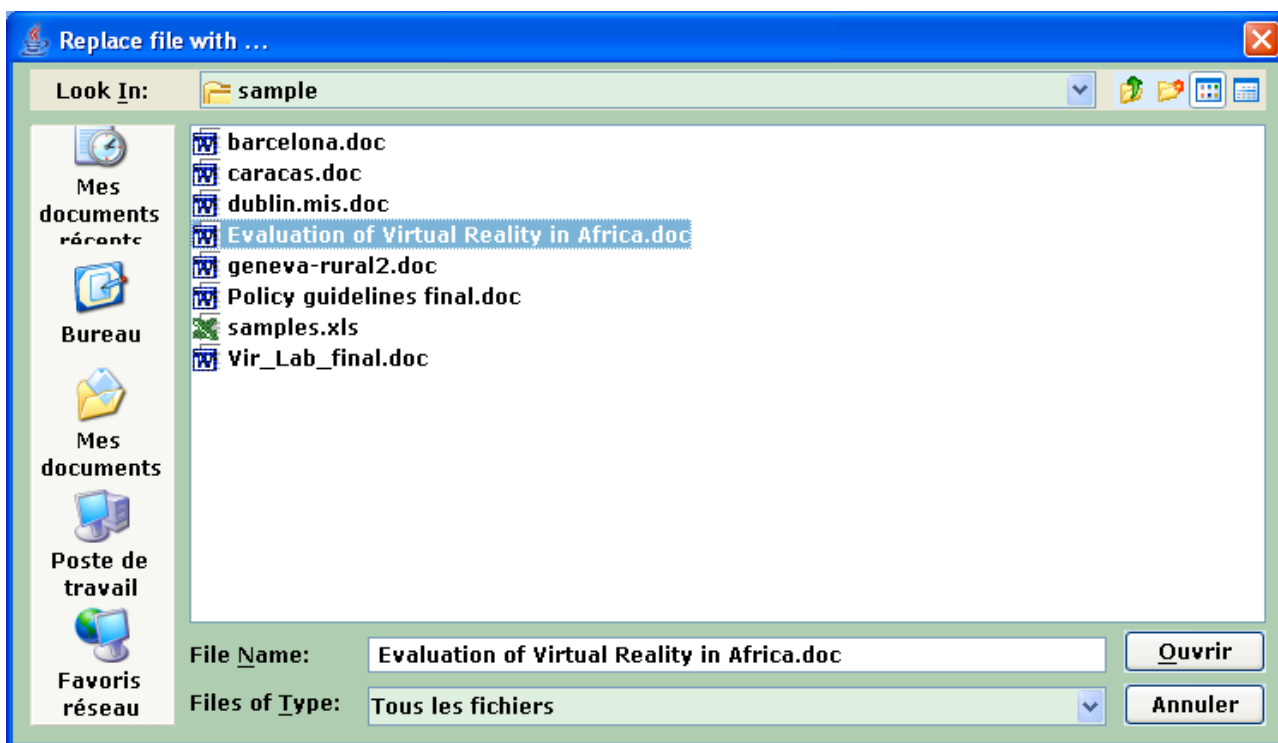 Replace file with ...
Look In:
sample
Mes
documents
récents
Bureau
Mes
documents
Poste de
travail
Favoris
réseau
barcelona.doc
caracas.doc
dublin.mis.doc
Evaluation of Virtual Reality in Africa.doc
geneva-rural2.doc
Policy guidelines final.doc
samples.xls
Vir_Lab_final.doc
File Name:
Evaluation of Virtual Reality in Africa.doc
Ouvrir
Files of Type:
Tous les fichiers
Annuler